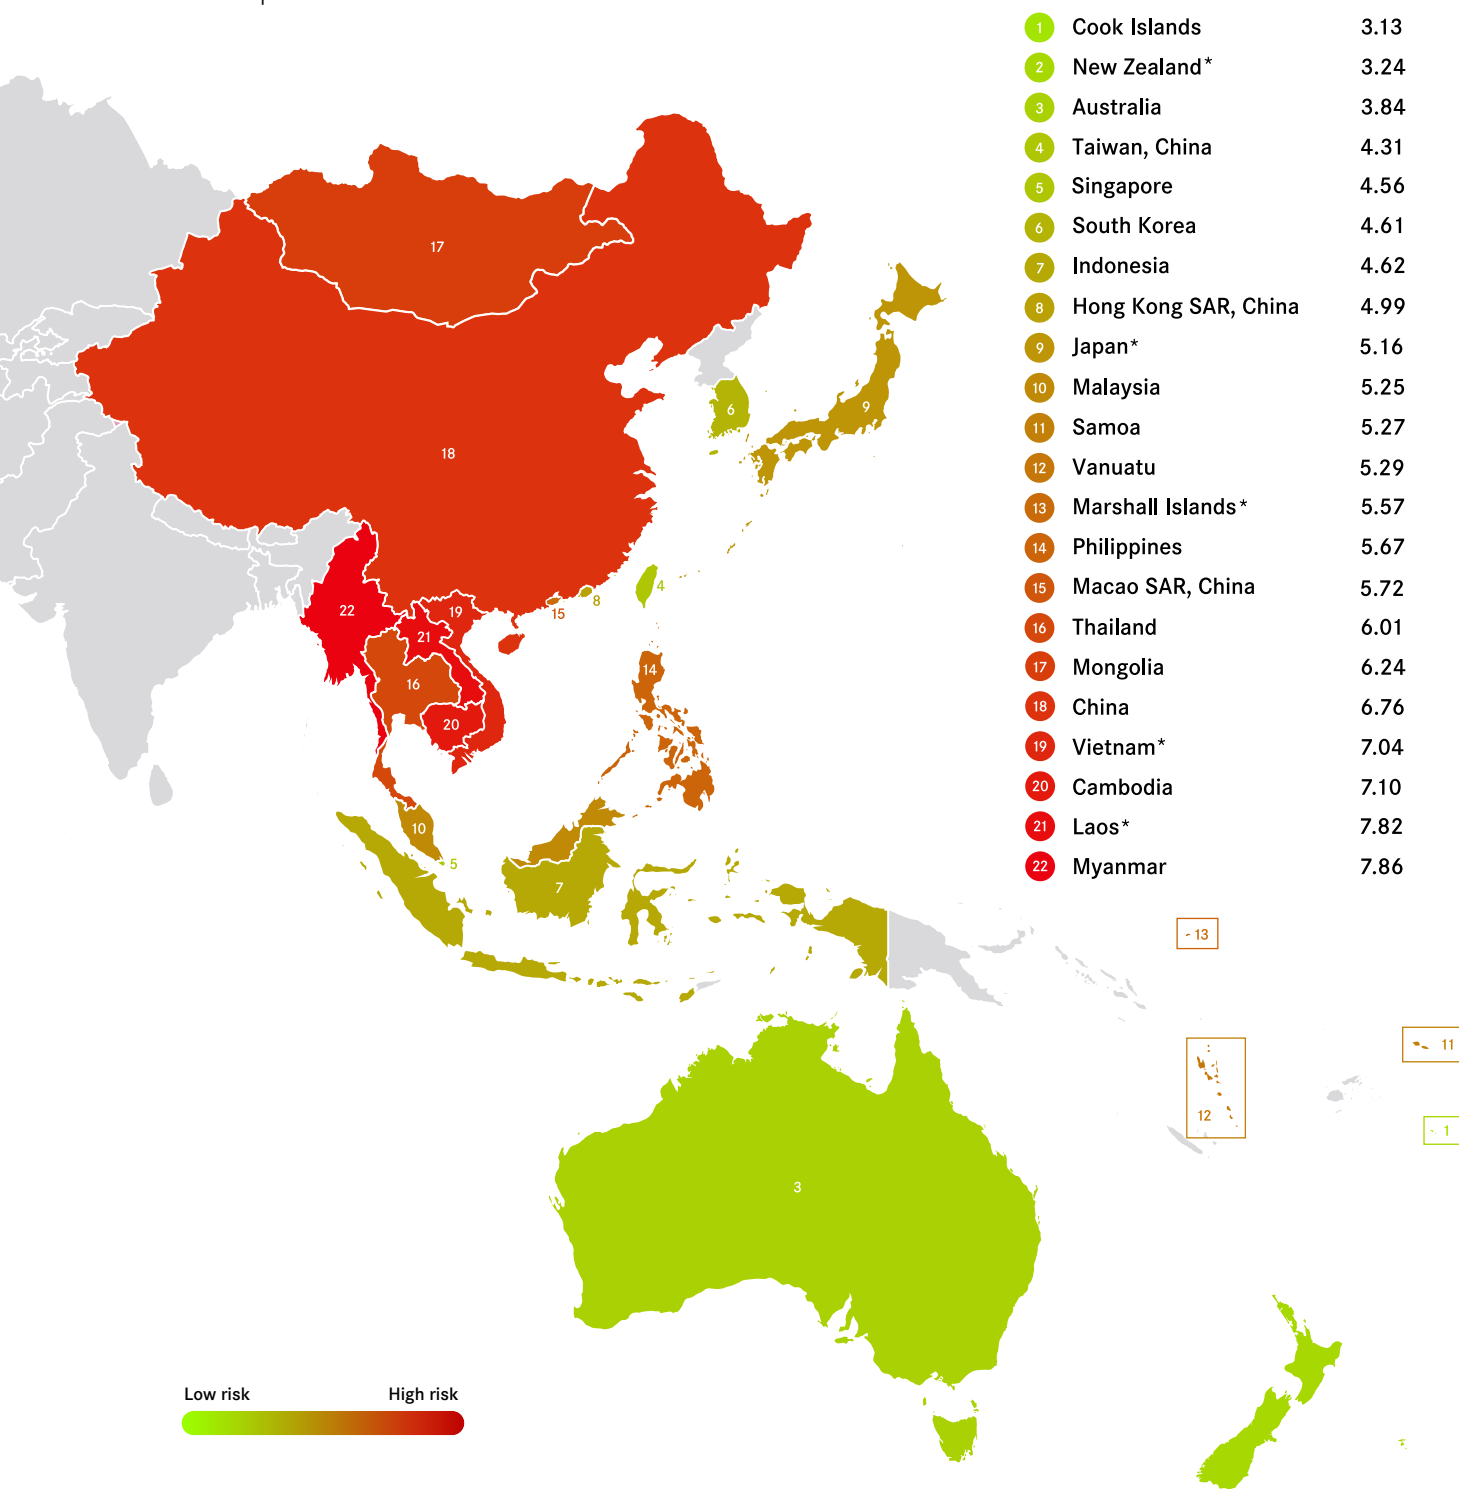 1 Cook Islands 3.13
2 New Zealand* 3.24
3 Australia 3.84
4 Taiwan, China 4.31
5 Singapore 4.56
6 South Korea 4.61
7 Indonesia 4.62
8 Hong Kong SAR, China 4.99
9 Japan* 5.16
10 Malaysia 5.25
11 Samoa 5.27
12 Vanuatu 5.29
13 Marshall Islands* 5.57
14 Philippines 5.67
15 Macao SAR, China 5.72
16 Thailand 6.01
17 Mongolia 6.24
18 China 6.76
19 Vietnam* 7.04
20 Cambodia 7.10
21 Laos* 7.82
22 Myanmar 7.86
17
9
6
18
4
8
22
19
15
21
14
16
20
10
5
7
13
11
12
1
3
Low risk High risk